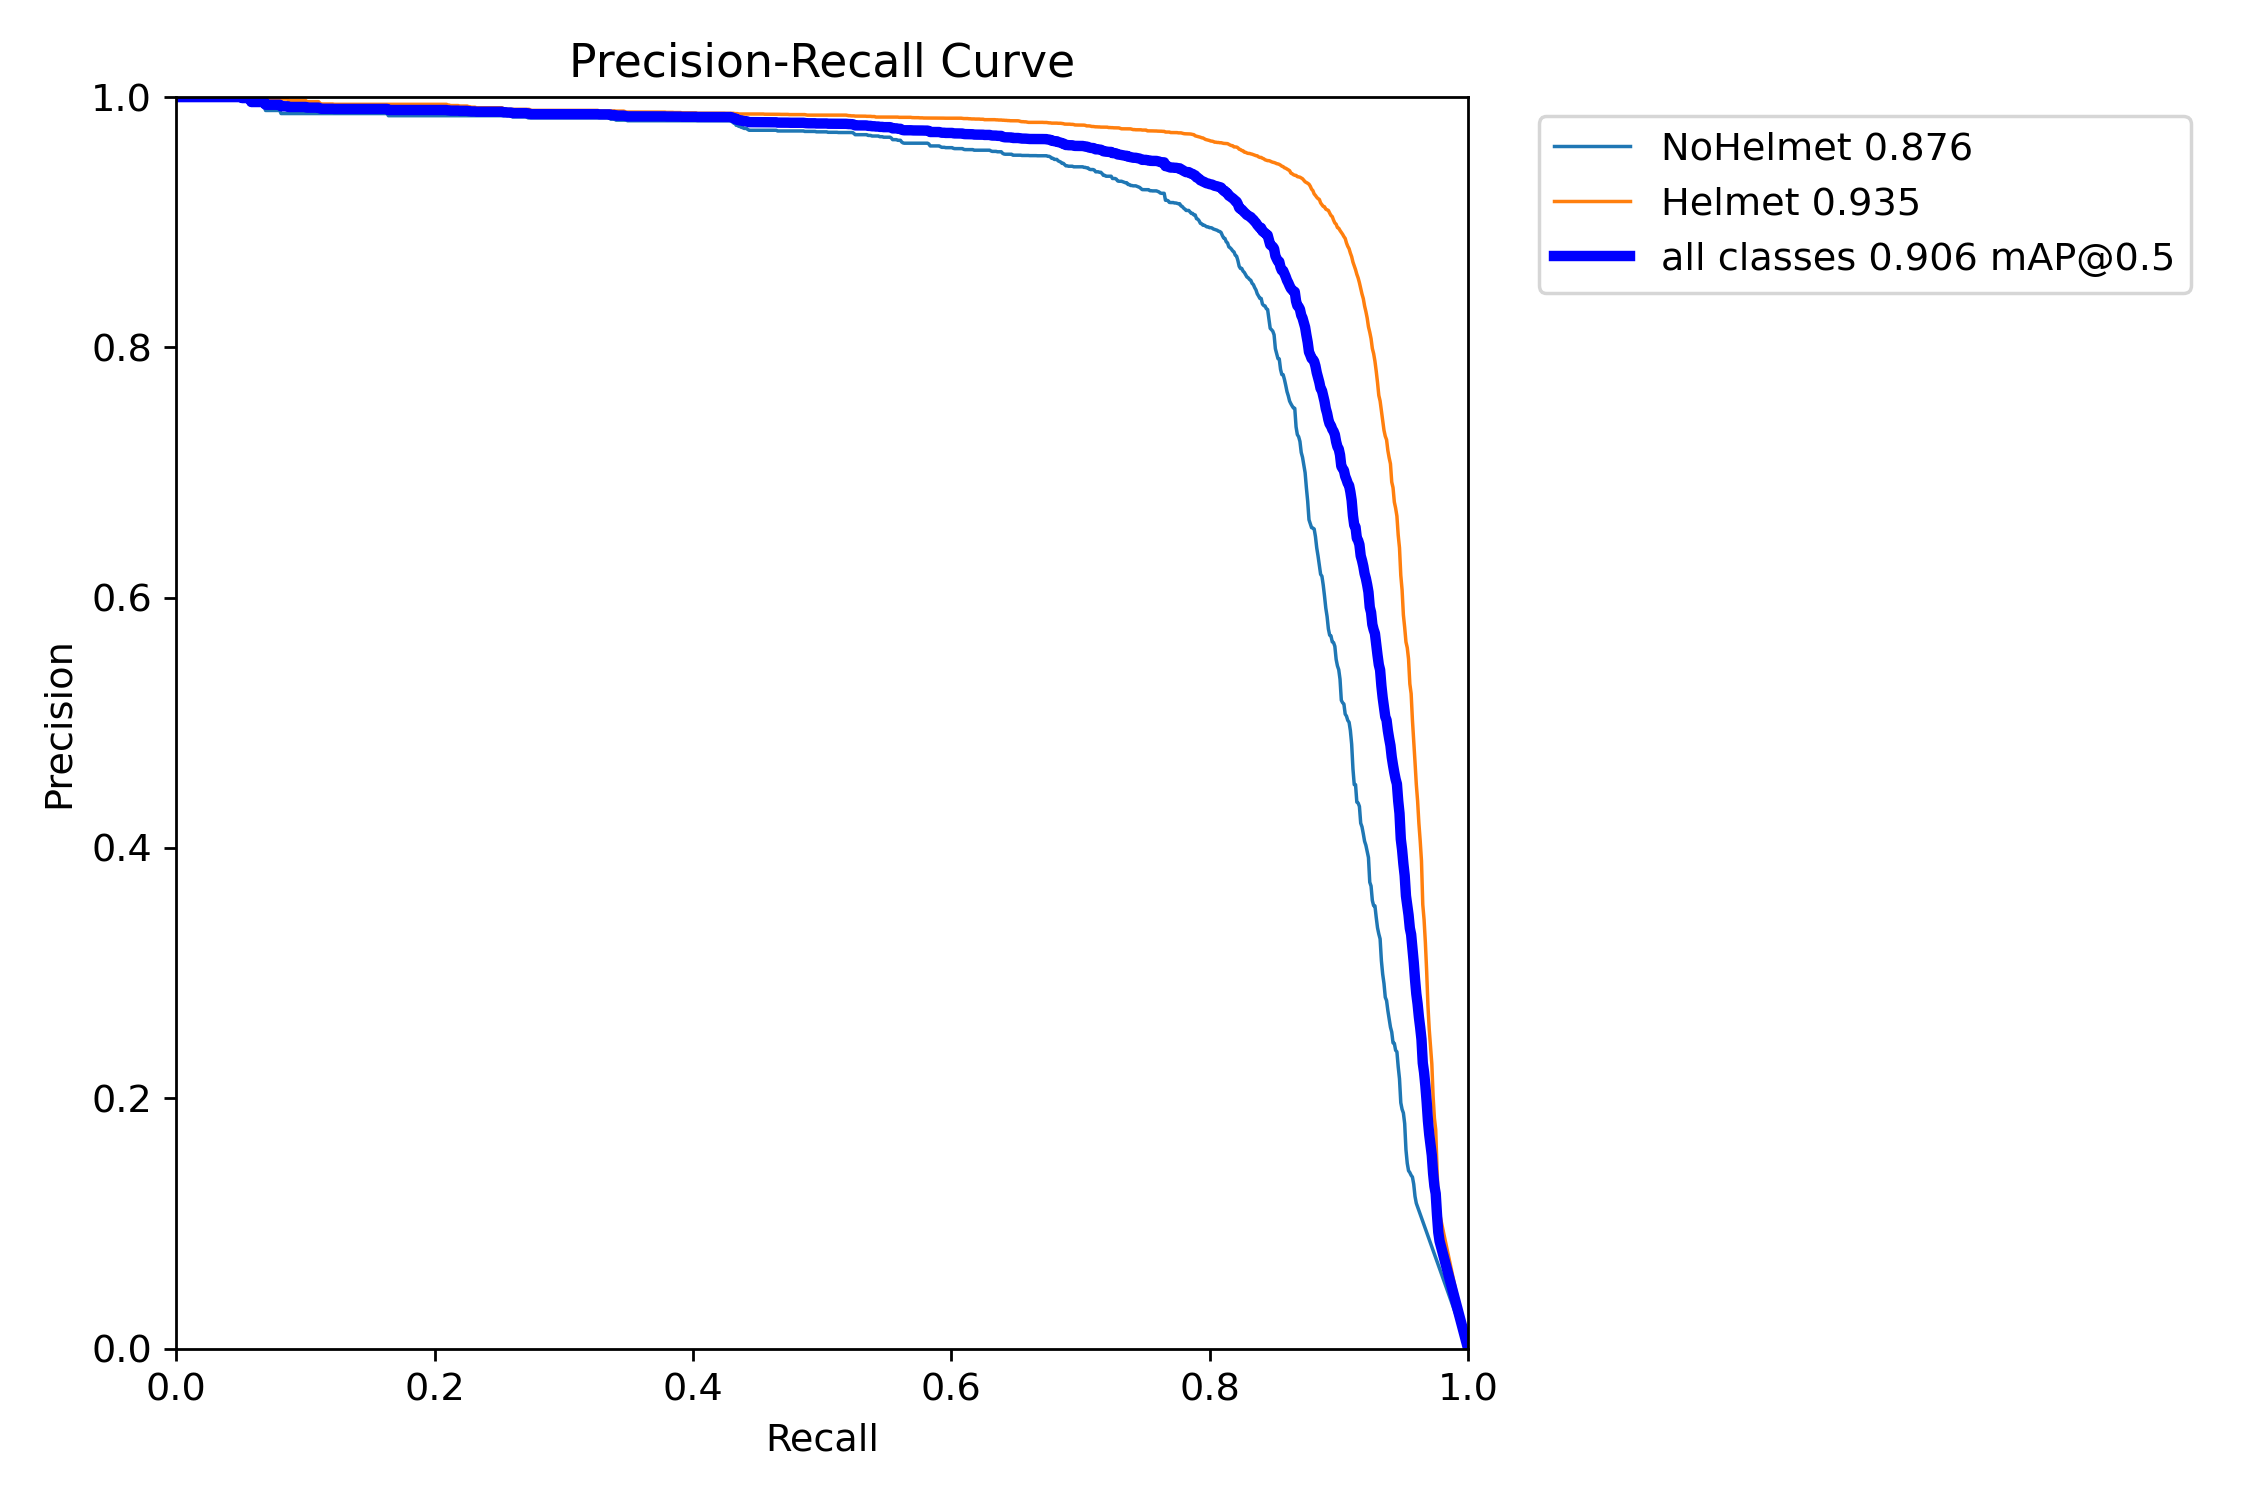 Precision-Recall Curve
NoHelmet 0.876
Helmet 0.935
all classes 0.906 mAP@0.5
Precision
1.0
0.8
0.6
0.4
0.2
0.0
0.0 0.2 0.4 0.6 0.8 1.0
Recall